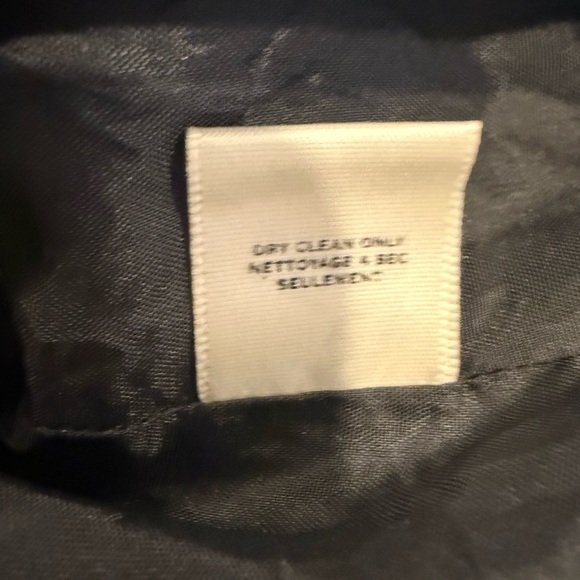 DRY CLEAN ONLY
NETTOYAGE A SEC
SEULEMENT